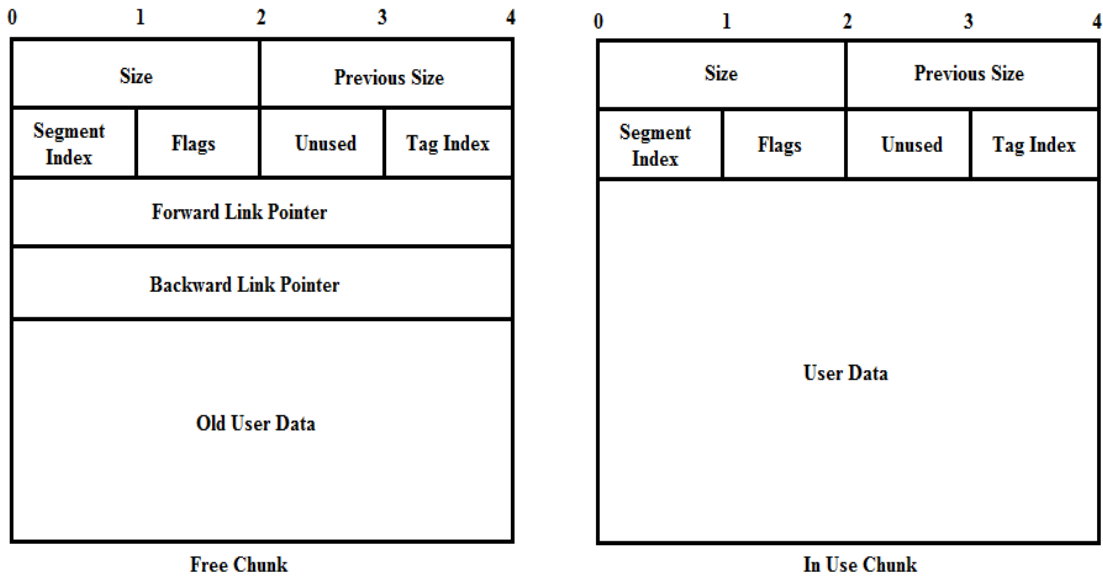 0 1 2 3 4
Size Previous Size
Segment
Index Flags Unused Tag Index
Forward Link Pointer
Backward Link Pointer
Old User Data
Free Chunk
0 1 2 3 4
Size Previous Size
Segment
Index Flags Unused Tag Index
User Data
In Use Chunk